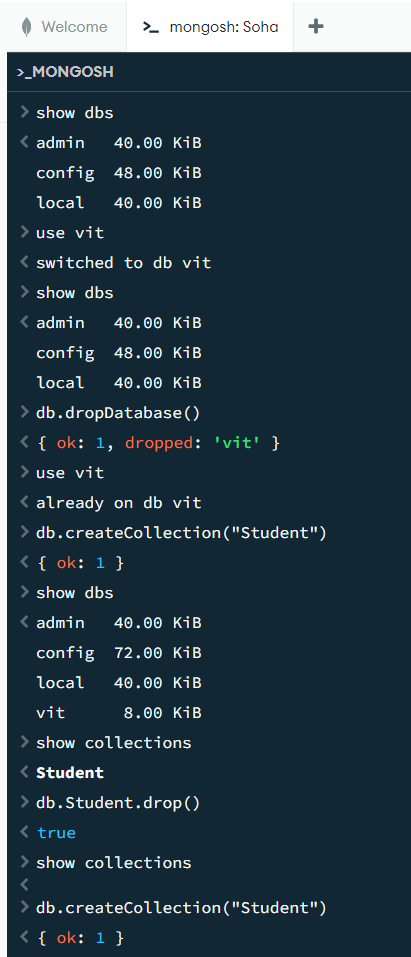 Welcome
>_ mongosh: Soha +
>_MONGOSH
> show dbs
< admin   40.00 KiB
config  48.00 KiB
local   40.00 KiB
> use vit
< switched to db vit
> show dbs
< admin   40.00 KiB
config  48.00 KiB
local   40.00 KiB
> db.dropDatabase()
< { ok: 1, dropped: 'vit' }
> use vit
< already on db vit
> db.createCollection("Student")
< { ok: 1 }
> show dbs
< admin   40.00 KiB
config  72.00 KiB
local   40.00 KiB
vit      8.00 KiB
> show collections
< Student
> db.Student.drop()
< true
> show collections
<
> db.createCollection("Student")
< { ok: 1 }